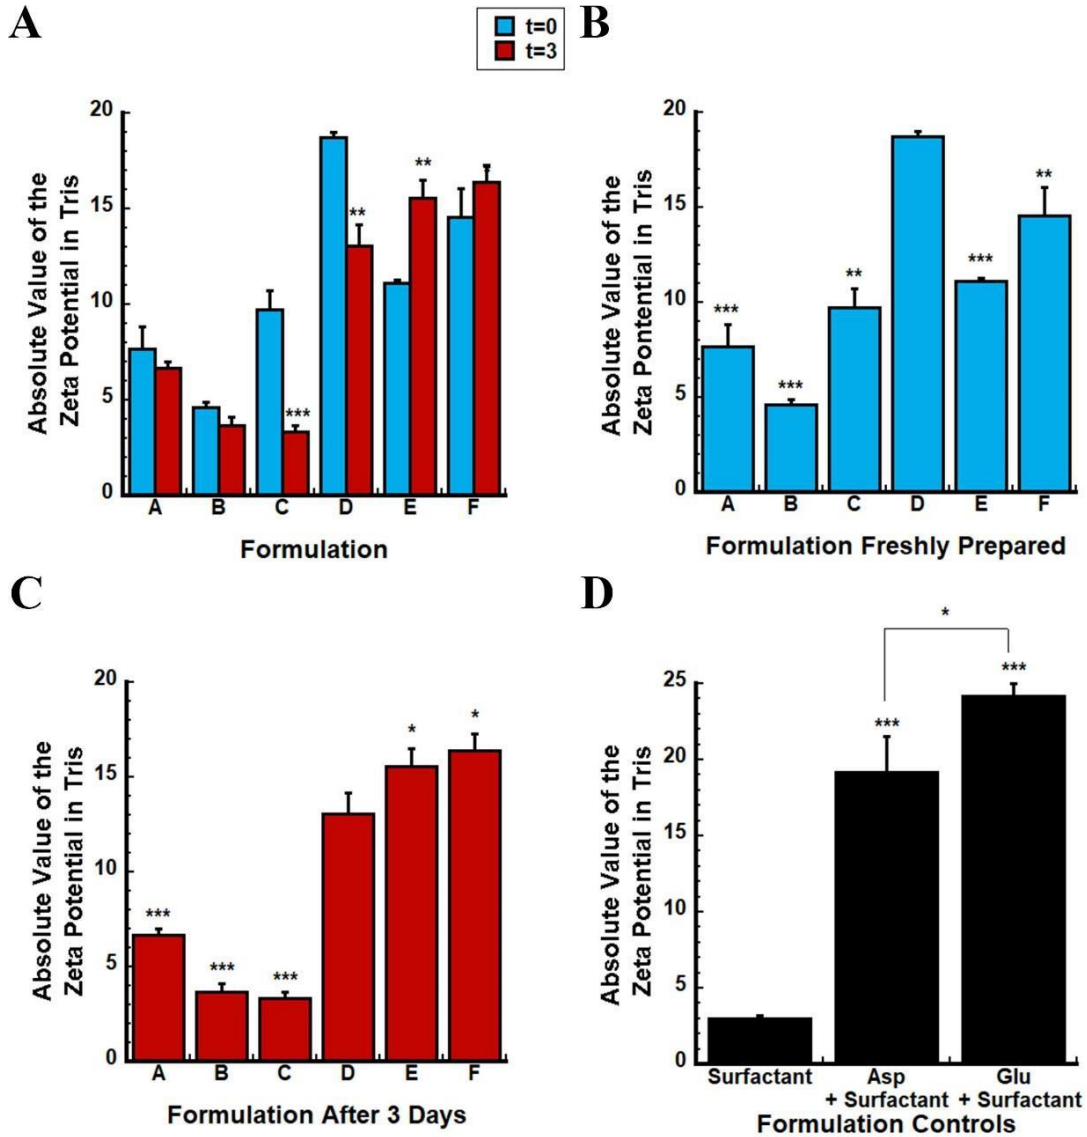 A
t=0
t=3
B
Absolute Value of the
Zeta Potential in Tris
20
15
10
5
0
**
**
*
***
A B C D E F
Formulation
Absolute Value of the
Zeta Pontential in Tris
20
15
10
5
0
***
***
**
***
**
A B C D E F
Formulation Freshly Prepared
C
Absolute Value of the
Zeta Potential in Tris
20
15
10
5
0
***
***
***
*
*
A B C D E F
Formulation After 3 Days
D
Absolute Value of the
Zeta Potential in Tris
25
20
15
10
5
0
*
***
***
Surfactant Asp Glu
+ Surfactant + Surfactant
Formulation Controls